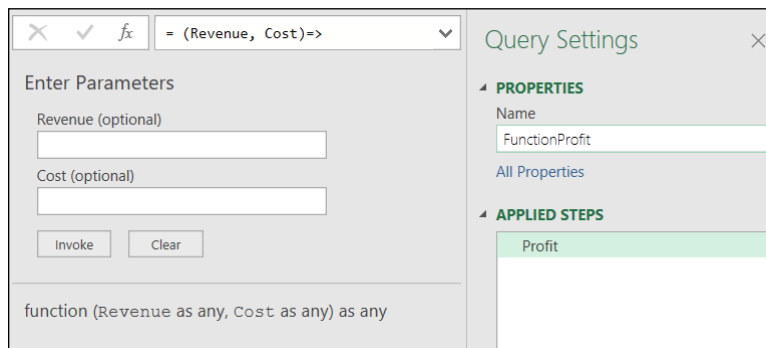 fx
= (Revenue, Cost)=>
Enter Parameters
Revenue (optional)
Cost (optional)
Invoke
Clear
function (Revenue as any, Cost as any) as any
Query Settings
PROPERTIES
Name
FunctionProfit
All Properties
APPLIED STEPS
Profit